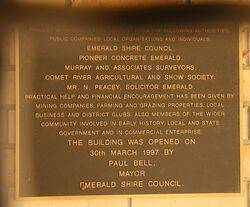 FROM THE FOLLOWING AUTHORITIES,
PUBLIC COMPANIES, LOCAL ORGANISATIONS AND INDIVIDUALS:
EMERALD SHIRE COUNCIL.
PIONEER CONCRETE EMERALD.
MURRAY AND ASSOCIATES SURVEYORS.
COMET RIVER AGRICULTURAL AND SHOW SOCIETY.
MR. N. PEACEY, SOLICITOR EMERALD.
PRACTICAL HELP AND FINANCIAL ENCOURAGEMENT HAS BEEN GIVEN BY
MINING COMPANIES, FARMING AND GRAZING PROPERTIES, LOCAL
BUSINESS AND DISTRICT CLUBS. ALSO MEMBERS OF THE WIDER
COMMUNITY INVOLVED IN EARLY HISTORY, LOCAL AND STATE
GOVERNMENT AND IN COMMERCIAL ENTERPRISE.
THE BUILDING WAS OPENED ON
30th MARCH 1997 BY
PAUL BELL,
MAYOR
EMERALD SHIRE COUNCIL